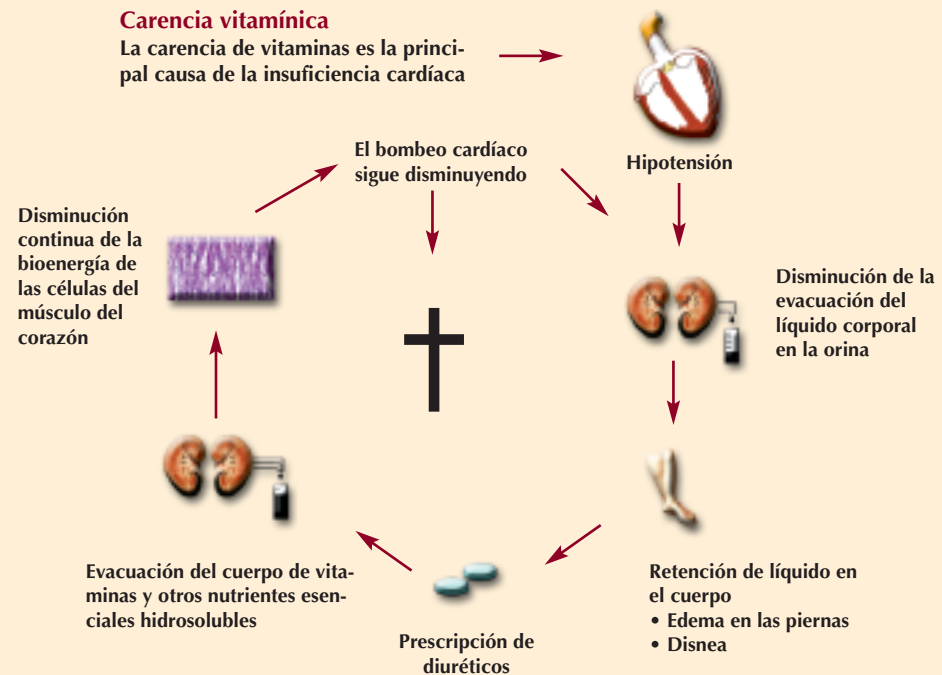 Carencia vitamínica
La carencia de vitaminas es la princi-
pal causa de la insuficiencia cardíaca
Hipotensión
El bombeo cardíaco
sigue disminuyendo
Disminución
continua de la
bioenergía de
las células del
músculo del
corazón
Disminución de la
evacuación del
líquido corporal
en la orina
Evacuación del cuerpo de vita-
minas y otros nutrientes esen-
ciales hidrosolubles
Prescripción de
diuréticos
Retención de líquido en
el cuerpo
• Edema en las piernas
• Disnea